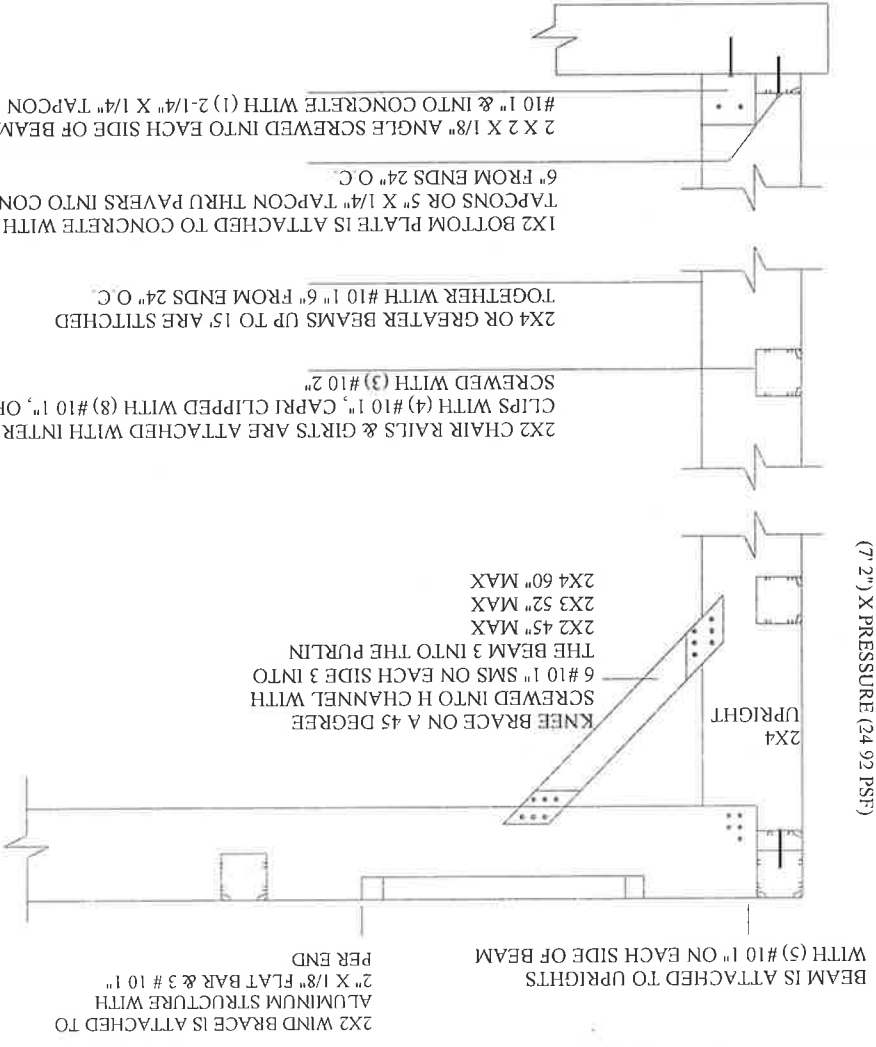 BEAM IS ATTACHED TO UPRIGHTS
WITH (5) #10 1" ON EACH SIDE OF BEAM
2X2 WIND BRACE IS ATTACHED TO
ALUMINUM STRUCTURE WITH
2" X 1/8" FLAT BAR & 3 # 10 1"
PER END
2X4
UPRIGHT
KNEE BRACE ON A 45 DEGREE
SCREWED INTO H CHANNEL WITH
6 #10 1" SMS ON EACH SIDE 3 INTO
THE BEAM 3 INTO THE PURLIN
2X2 45" MAX
2X3 52" MAX
2X4 60" MAX
(7' 2") X PRESSURE (24 92 PSF)
2X2 CHAIR RAILS & GIRTS ARE ATTACHED WITH INTER
CLIPS WITH (4) #10 1", CAPRI CLIPPED WITH (8) #10 1",
SCREWED WITH (3) #10 2"
2X4 OR GREATER BEAMS UP TO 15' ARE STITCHED
TOGETHER WITH #10 1" 6" FROM ENDS 24" O.C.
1X2 BOTTOM PLATE IS ATTACHED TO CONCRETE WITH
TAPCONS OR 5" X 1/4" TAPCON THRU PAVERS INTO CON
6" FROM ENDS 24" O.C.
2 X 2 X 1/8" ANGLE SCREWED INTO EACH SIDE OF BEAM
#10 1" & INTO CONCRETE WITH (1) 2-1/4" X 1/4" TAPCON